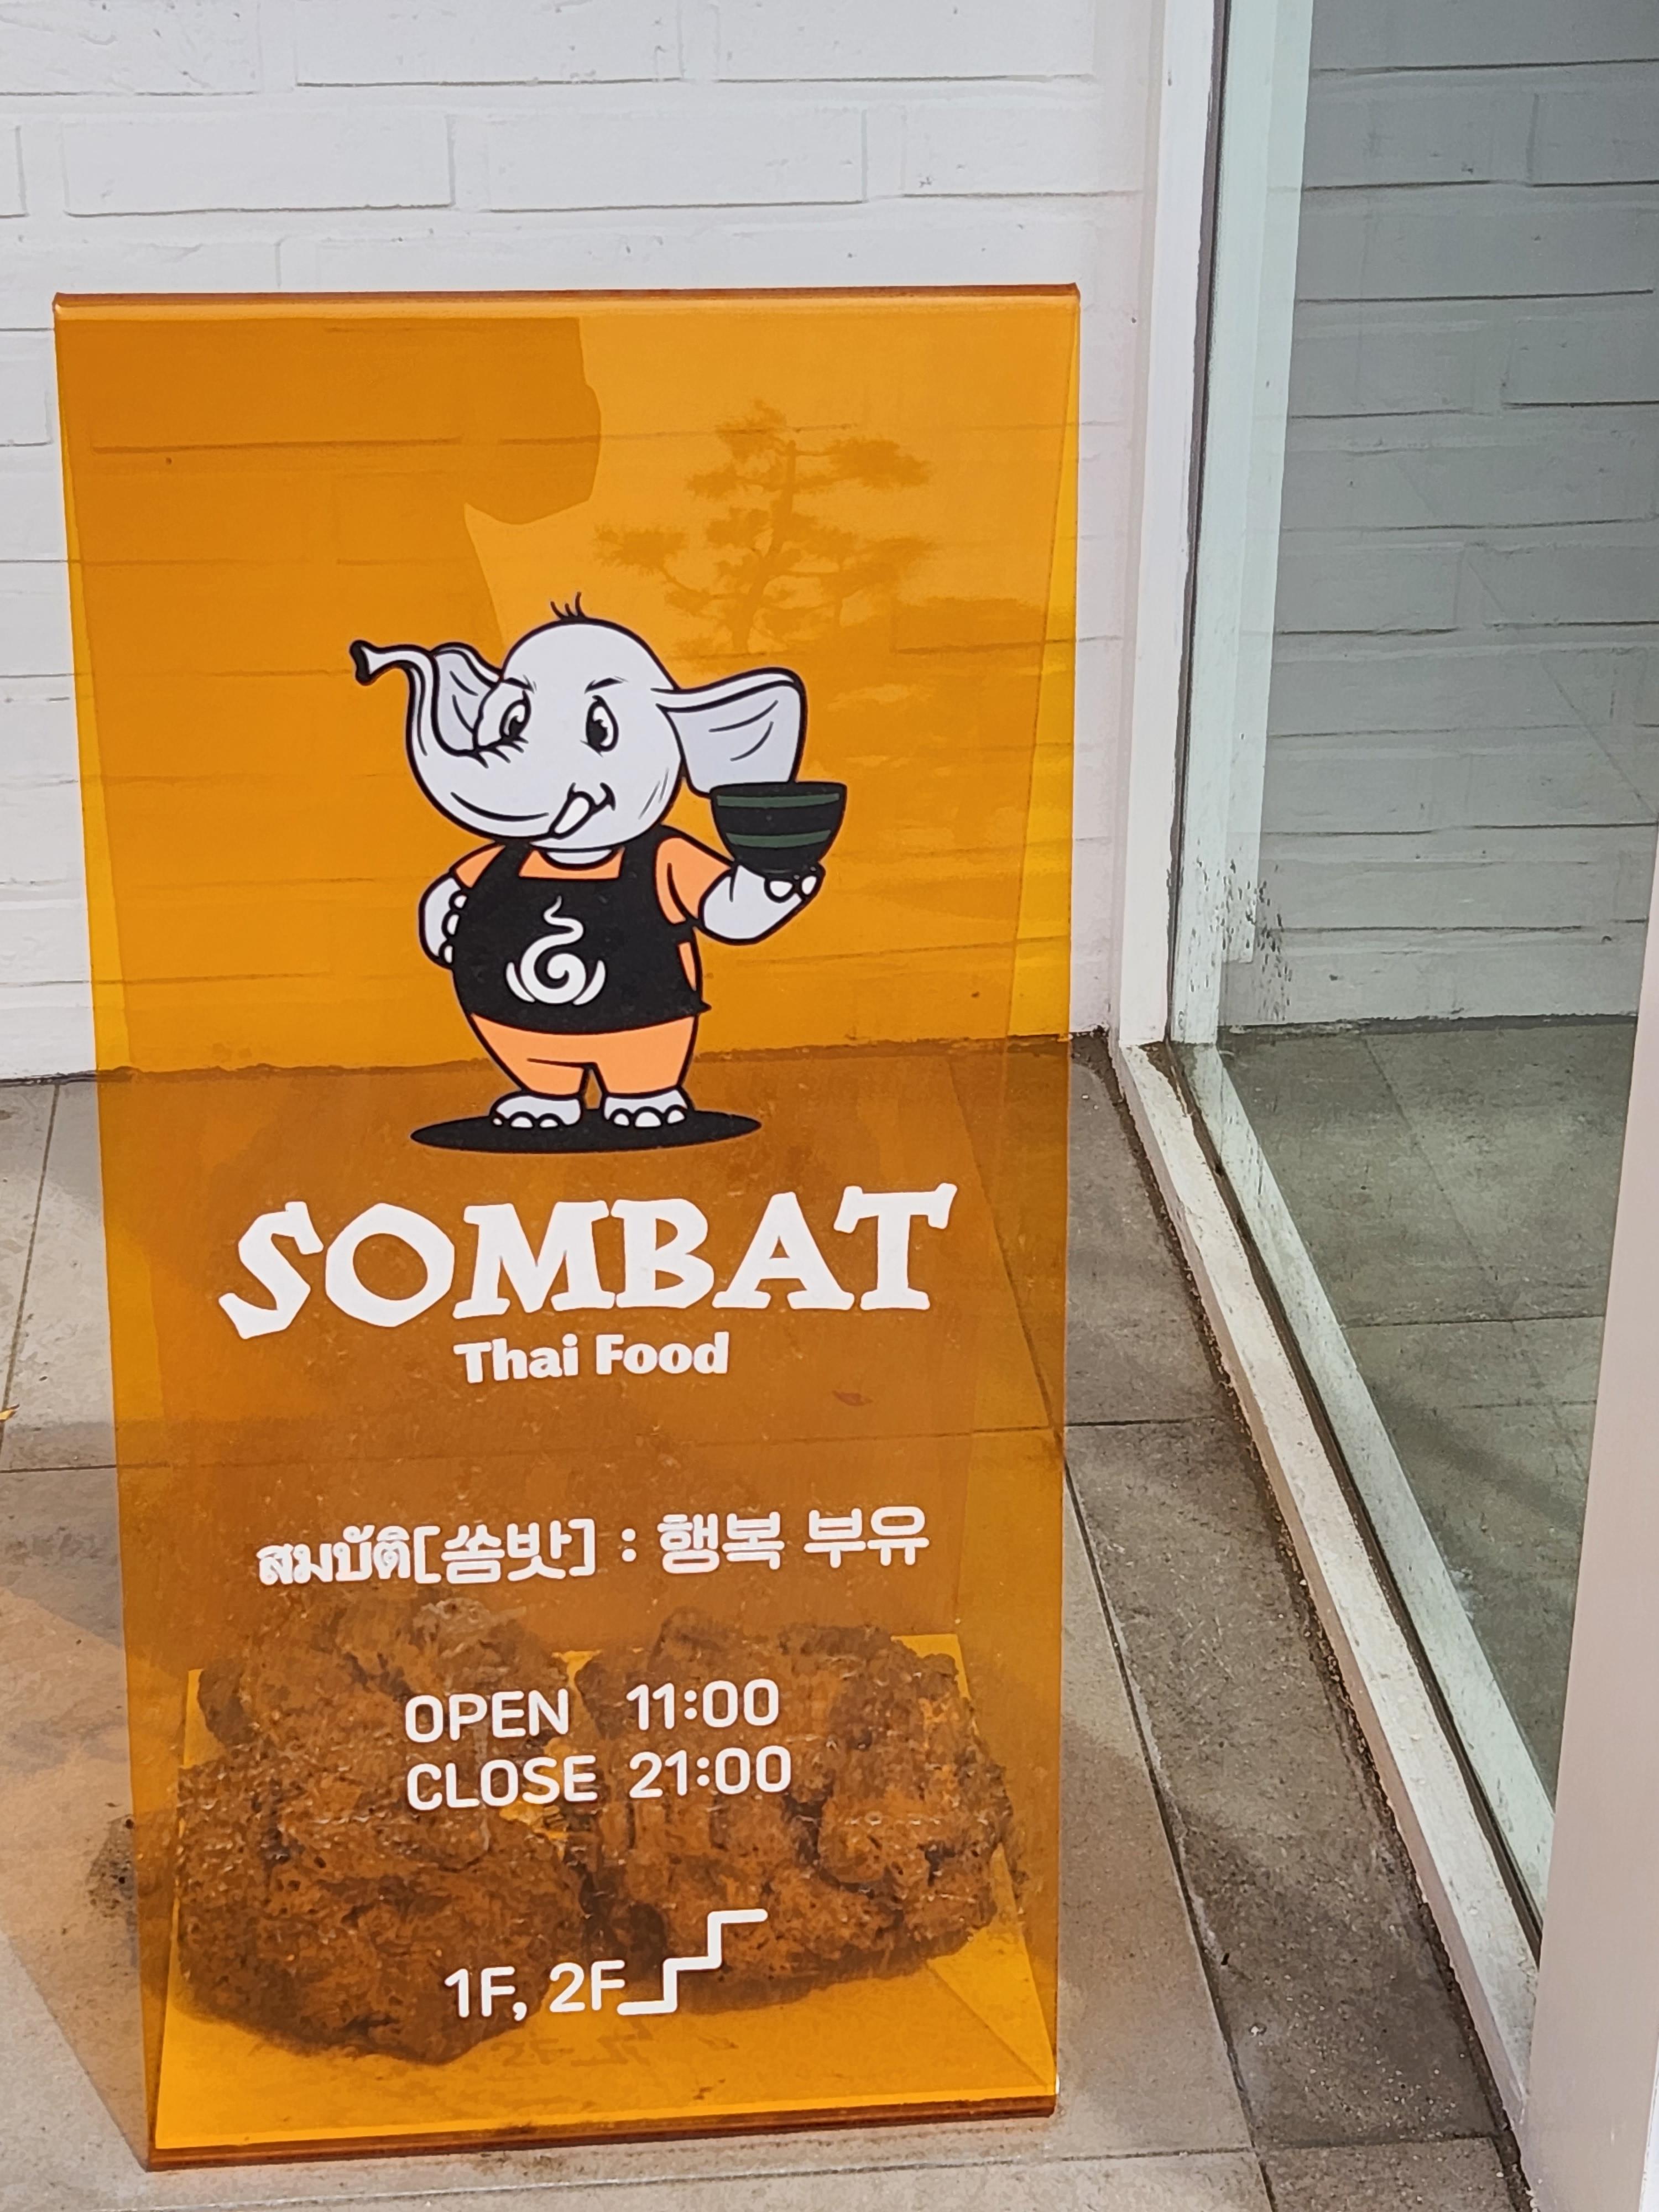 SOMBAT
Thai Food
สมบัติ[쏨밧] : 행복 부유
OPEN 11:00
CLOSE 21:00
1F, 2F